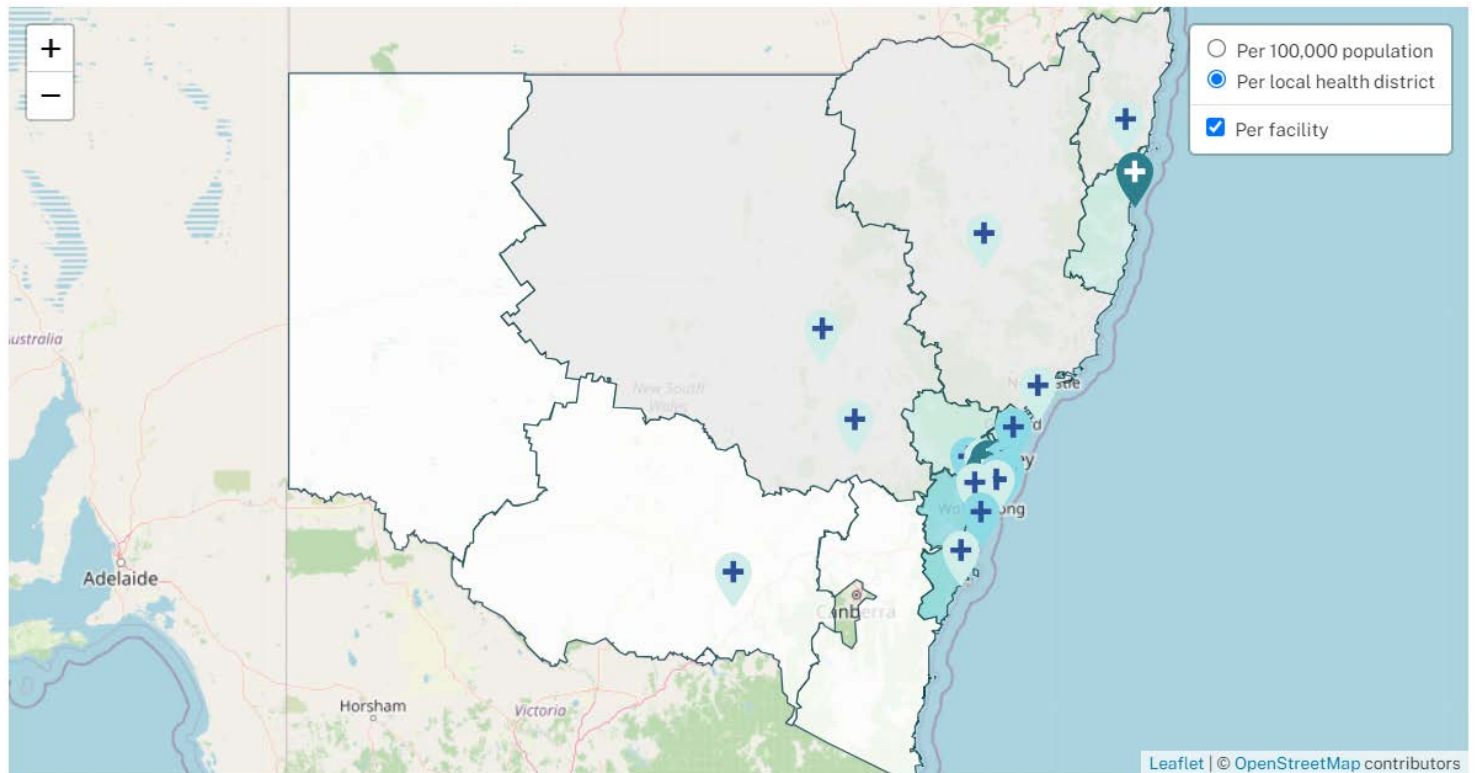 +
−
Per 100,000 population
Per local health district
Per facility
ustralia
New South
Wales
Adelaide
Horsham
Victoria
Leaflet | © OpenStreetMap contributors